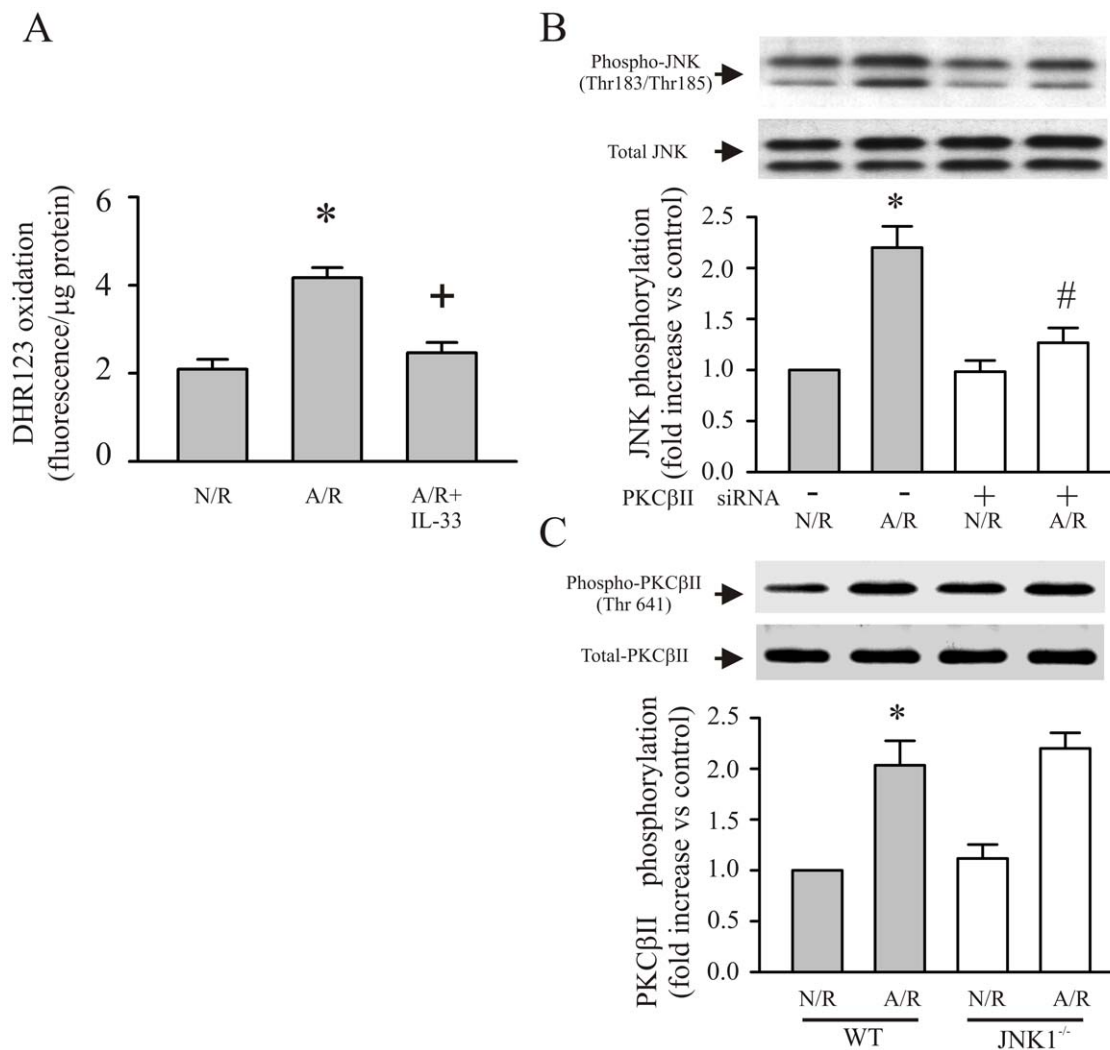 A
DHR123 oxidation
(fluorescence/µg protein)
6
4
2
0
*
+
N/R
A/R
A/R+
IL-33
B
Phospho-JNK
(Thr183/Thr185)
Total JNK
JNK phosphorylation
(fold increase vs control)
2.5
2.0
1.5
1.0
0.5
0.0
*
#
PKCβII siRNA - - + +
N/R A/R N/R A/R
C
Phospho-PKCβII
(Thr 641)
Total-PKCβII
PKCβII phosphorylation
(fold increase vs control)
2.5
2.0
1.5
1.0
0.5
0.0
*
N/R A/R N/R A/R
WT JNK1-/-